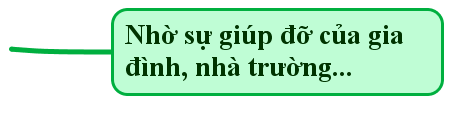 Nhờ sự giúp đỡ của gia
đình, nhà trường...